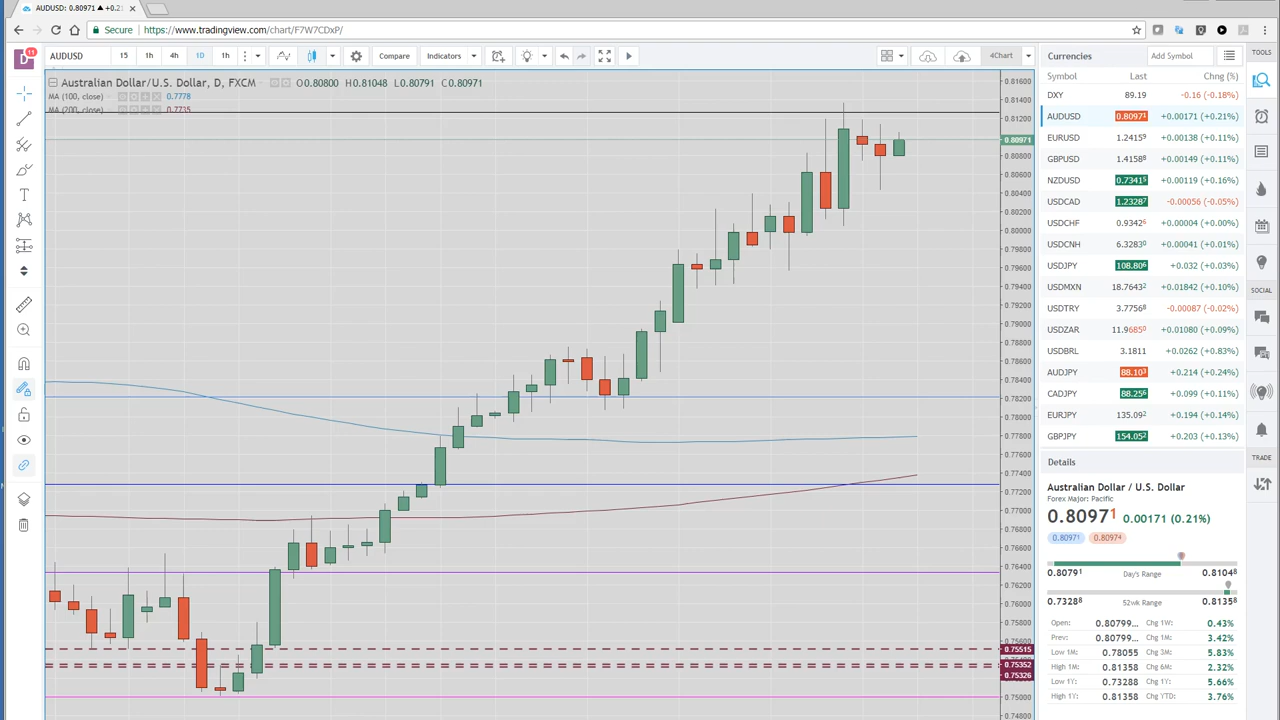 AUDUSD: 0.80971 ▲ +0.21
Secure
https://www.tradingview.com/chart/F7W7CDxP/
D
11
AUDUSD
15
1h
4h
1D
1h
Compare
Indicators
4Chart
Australian Dollar/U.S. Dollar, D, FXCM
O0.80800 H0.81048 L0.80791 C0.80971
MA (100, close)
0.7778
MA (200, close)
0.7735
0.81600
0.81400
0.81200
0.80971
0.80800
0.80600
0.80400
0.80200
0.80000
0.79800
0.79600
0.79400
0.79200
0.79000
0.78800
0.78600
0.78400
0.78200
0.78000
0.77800
0.77600
0.77400
0.77200
0.77000
0.76800
0.76600
0.76400
0.76200
0.76000
0.75800
0.75600
0.75515
0.75352
0.75326
0.75000
0.74800
Currencies
Add Symbol
Symbol Last Chng (%)
DXY 89.19 -0.16 (-0.18%)
AUDUSD 0.80971 +0.00171 (+0.21%)
EURUSD 1.24159 +0.00138 (+0.11%)
GBPUSD 1.41588 +0.00149 (+0.11%)
NZDUSD 0.73415 +0.00119 (+0.16%)
USDCAD 1.23287 -0.00056 (-0.05%)
USDCHF 0.93426 +0.00004 (+0.00%)
USDCNH 6.32830 +0.00041 (+0.01%)
USDJPY 108.806 +0.032 (+0.03%)
USDMXN 18.76432 +0.01842 (+0.10%)
USDTRY 3.77568 -0.00087 (-0.02%)
USDZAR 11.96850 +0.01080 (+0.09%)
USDBRL 3.1811 +0.0262 (+0.83%)
AUDJPY 88.103 +0.214 (+0.24%)
CADJPY 88.256 +0.099 (+0.11%)
EURJPY 135.092 +0.194 (+0.14%)
GBPJPY 154.052 +0.203 (+0.13%)
Details
Australian Dollar / U.S. Dollar
Forex Major: Pacific
0.80971 0.00171 (0.21%)
0.80971 0.80974
0.80791 Day's Range 0.81048
0.73288 52wk Range 0.81358
Open: 0.80799... Chg 1W: 0.43%
Prev: 0.80799... Chg 1M: 3.42%
Low 1M: 0.78055 Chg 3M: 5.83%
High 1M: 0.81358 Chg 6M: 2.32%
Low 1Y: 0.73288 Chg 1Y: 5.66%
High 1Y: 0.81358 Chg YTD: 3.76%
TOOLS
SOCIAL
TRADE